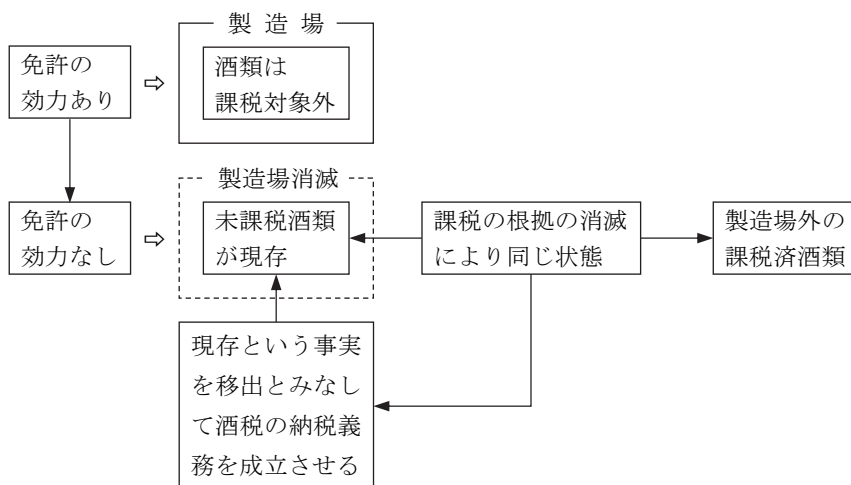 製造場
免許の
効力あり
⇨
酒類は
課税対象外
製造場消滅
免許の
効力なし
⇨
未課税酒類
が現存
課税の根拠の消滅
により同じ状態
製造場外の
課税済酒類
現存という事実
を移出とみなし
て酒税の納税義
務を成立させる